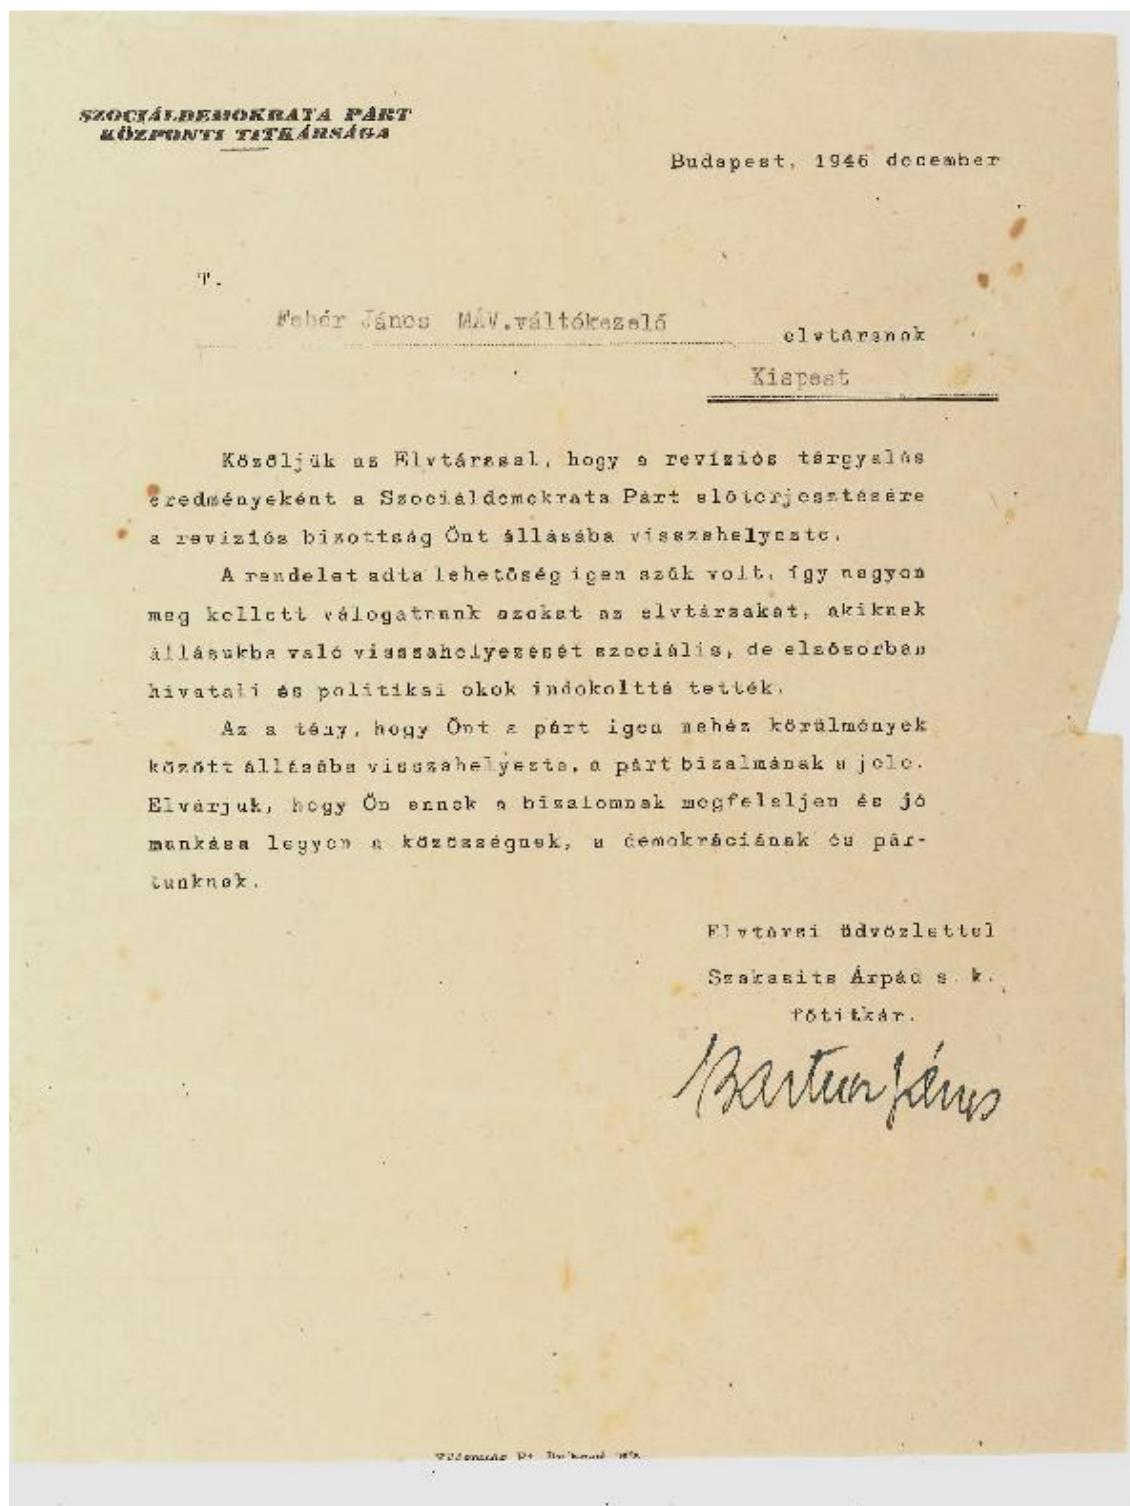 SZOCIÁLDEMOKRATA PÁRT
KÖZPONTI TITKÁRSÁGA
Budapest, 1946 december
T.
Fehér János MÁV.váltókezelő
elvtársnak
Kispest
Közöljük az Elvtárssal, hogy a revíziós tárgyalás
eredményeként a Szociáldemokrata Párt előterjesztésére
a revíziós bizottság Önt állásába visszahelyezte.
A rendelet adta lehetőség igen szűk volt, így nagyon
meg kellett válogatnunk azokat az elvtársakat, akiknek
állásukba való visszahelyezését szociális, de elsősorban
hivatali és politikai okok indokolttá tették.
Az a tény, hogy Önt a párt igen nehéz körülmények
között állásába visszahelyezte, a párt bizalmának a jele.
Elvárjuk, hogy Ön ennek a bizalomnak megfeleljen és jó
munkása legyen a közösségnek, a demokráciának és pár-
tunknak.
Elvtársi üdvözlettel
Szakasits Árpád s. k.
főtitkár.
János